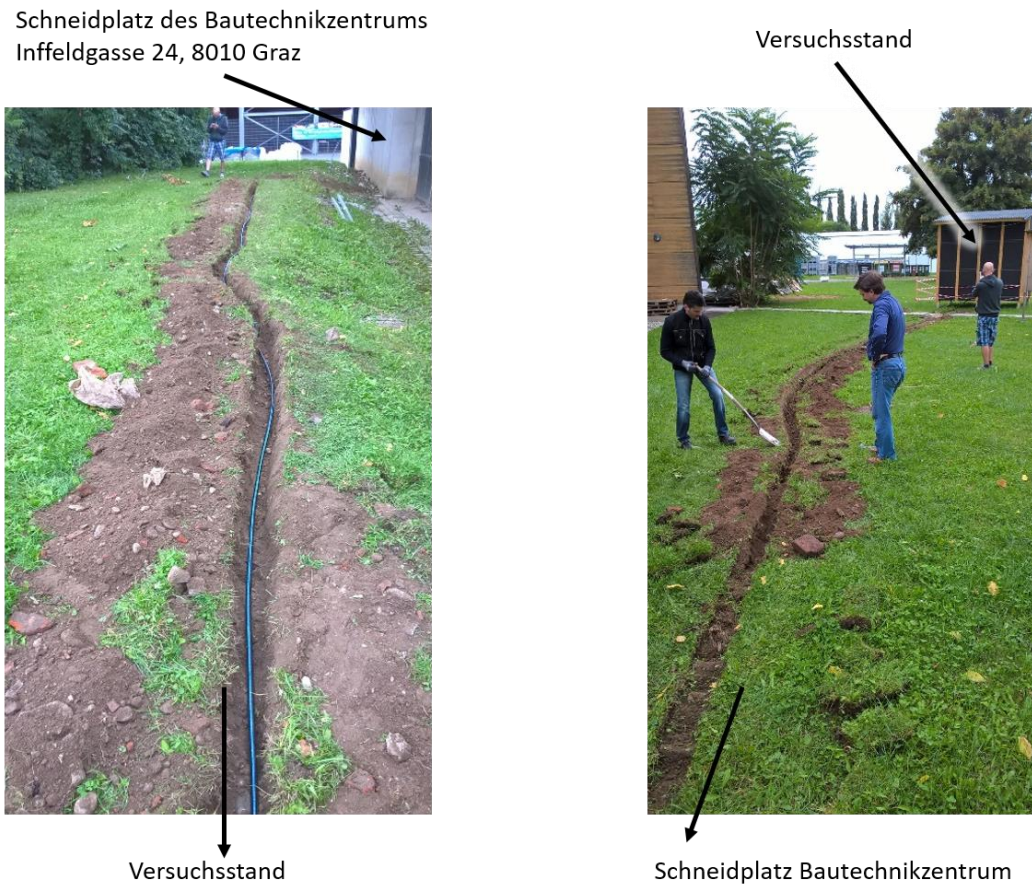 Schneidplatz des Bautechnikzentrums
Inffeldgasse 24, 8010 Graz
Versuchsstand
Versuchsstand
Schneidplatz Bautechnikzentrum